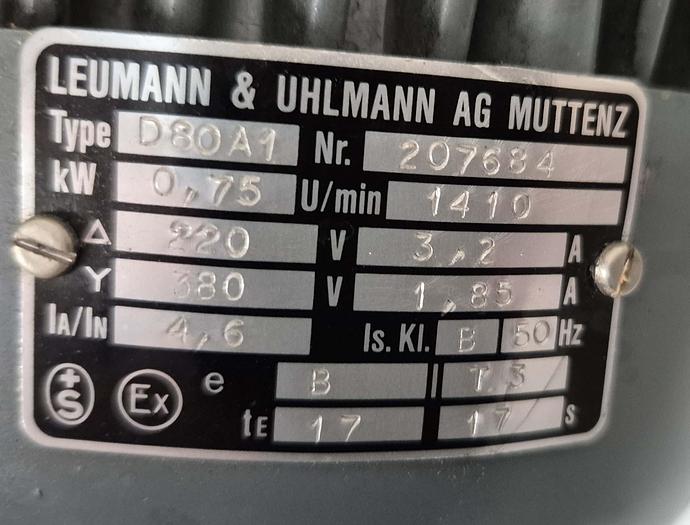 LEUMANN & UHLMANN AG MUTTENZ
Type D80A1 Nr. 207684
kW 0,75 U/min 1410
Δ 220 V 3,2 A
Y 380 V 1,85 A
IA/IN 4,6 Is. Kl. B 50 Hz
+S Ex e B T3
tE 17 17 s